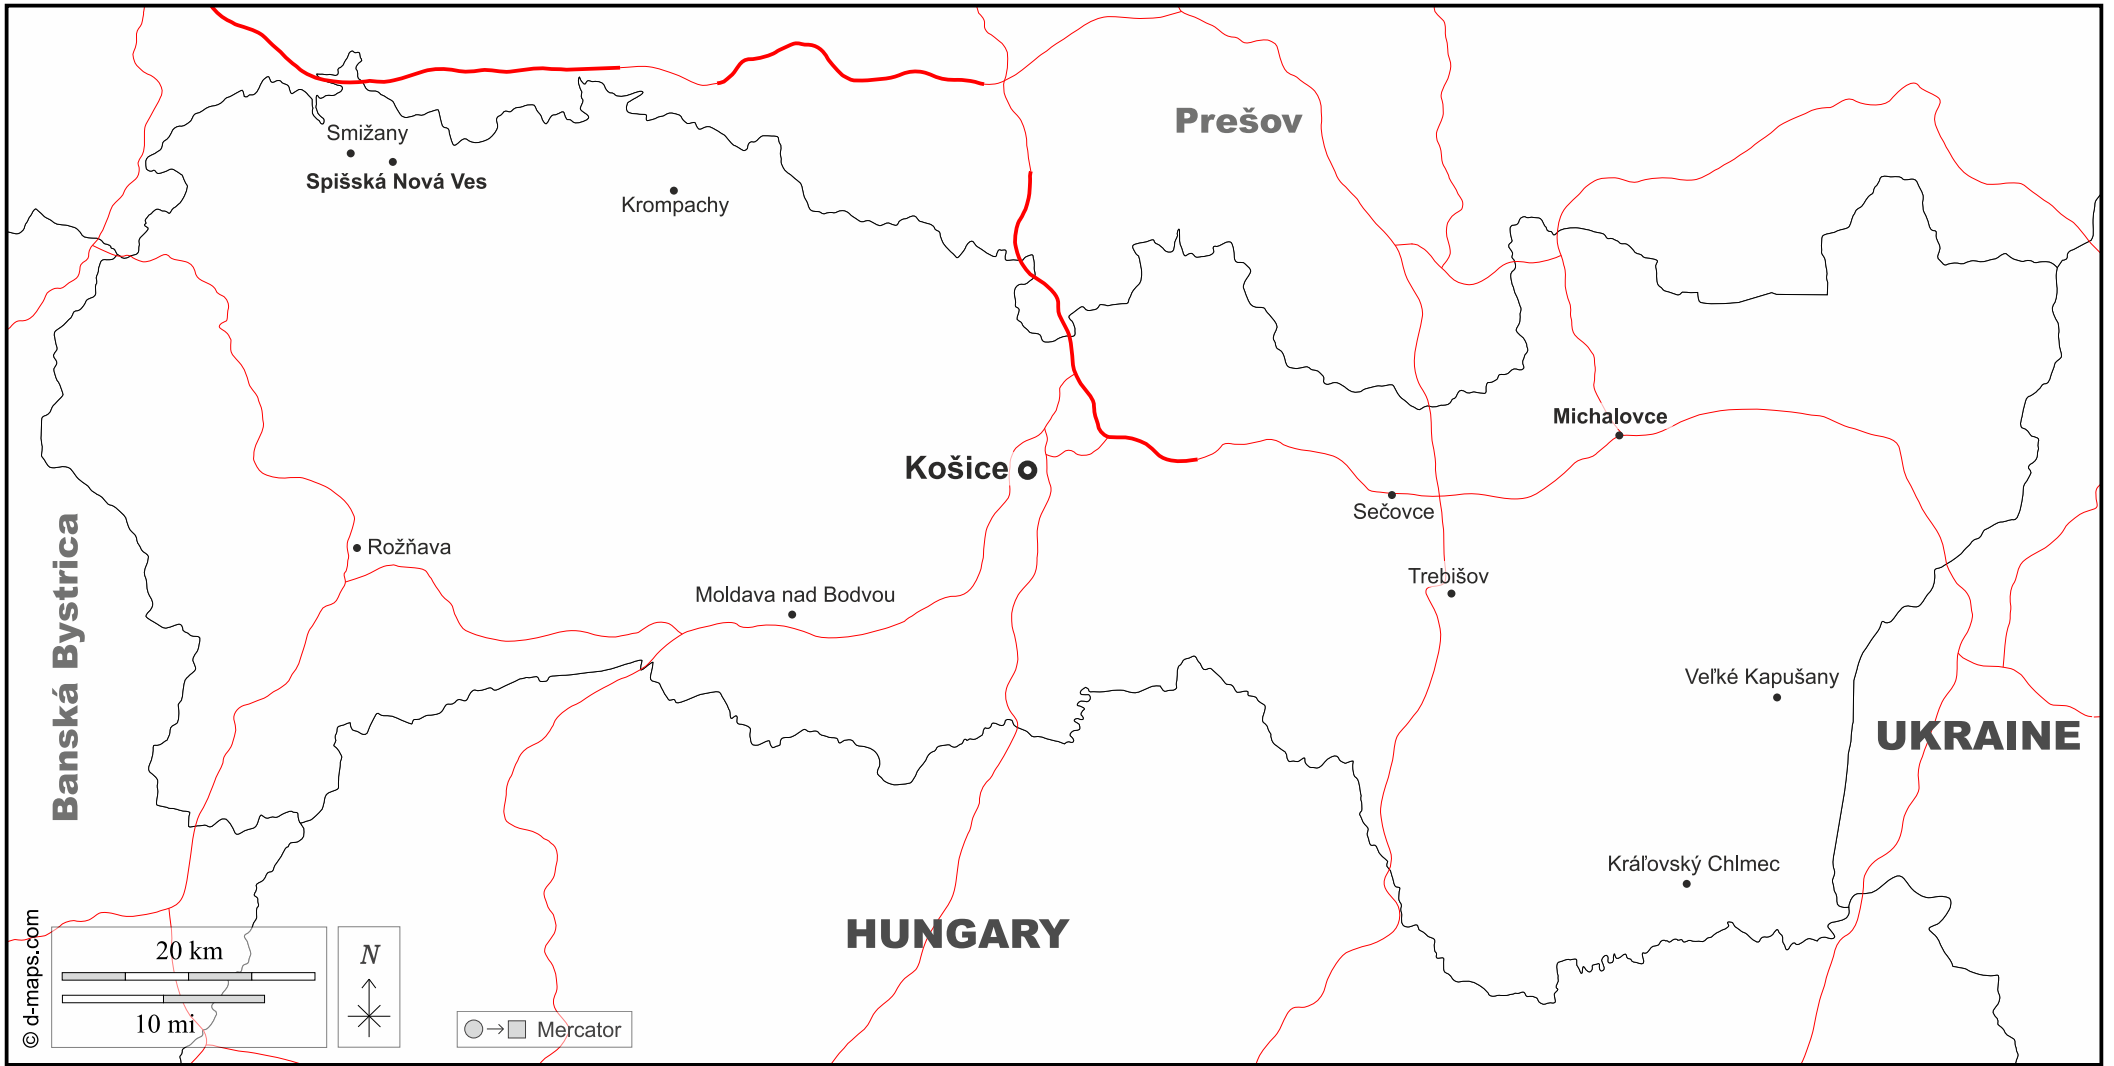 Prešov
Smižany
Spišská Nová Ves
Krompachy
Michalovce
Košice
Sečovce
Banská Bystrica
Rožňava
Trebišov
Moldava nad Bodvou
Veľké Kapušany
UKRAINE
Kráľovský Chlmec
HUNGARY
© d-maps.com
20 km
10 mi
N
Mercator